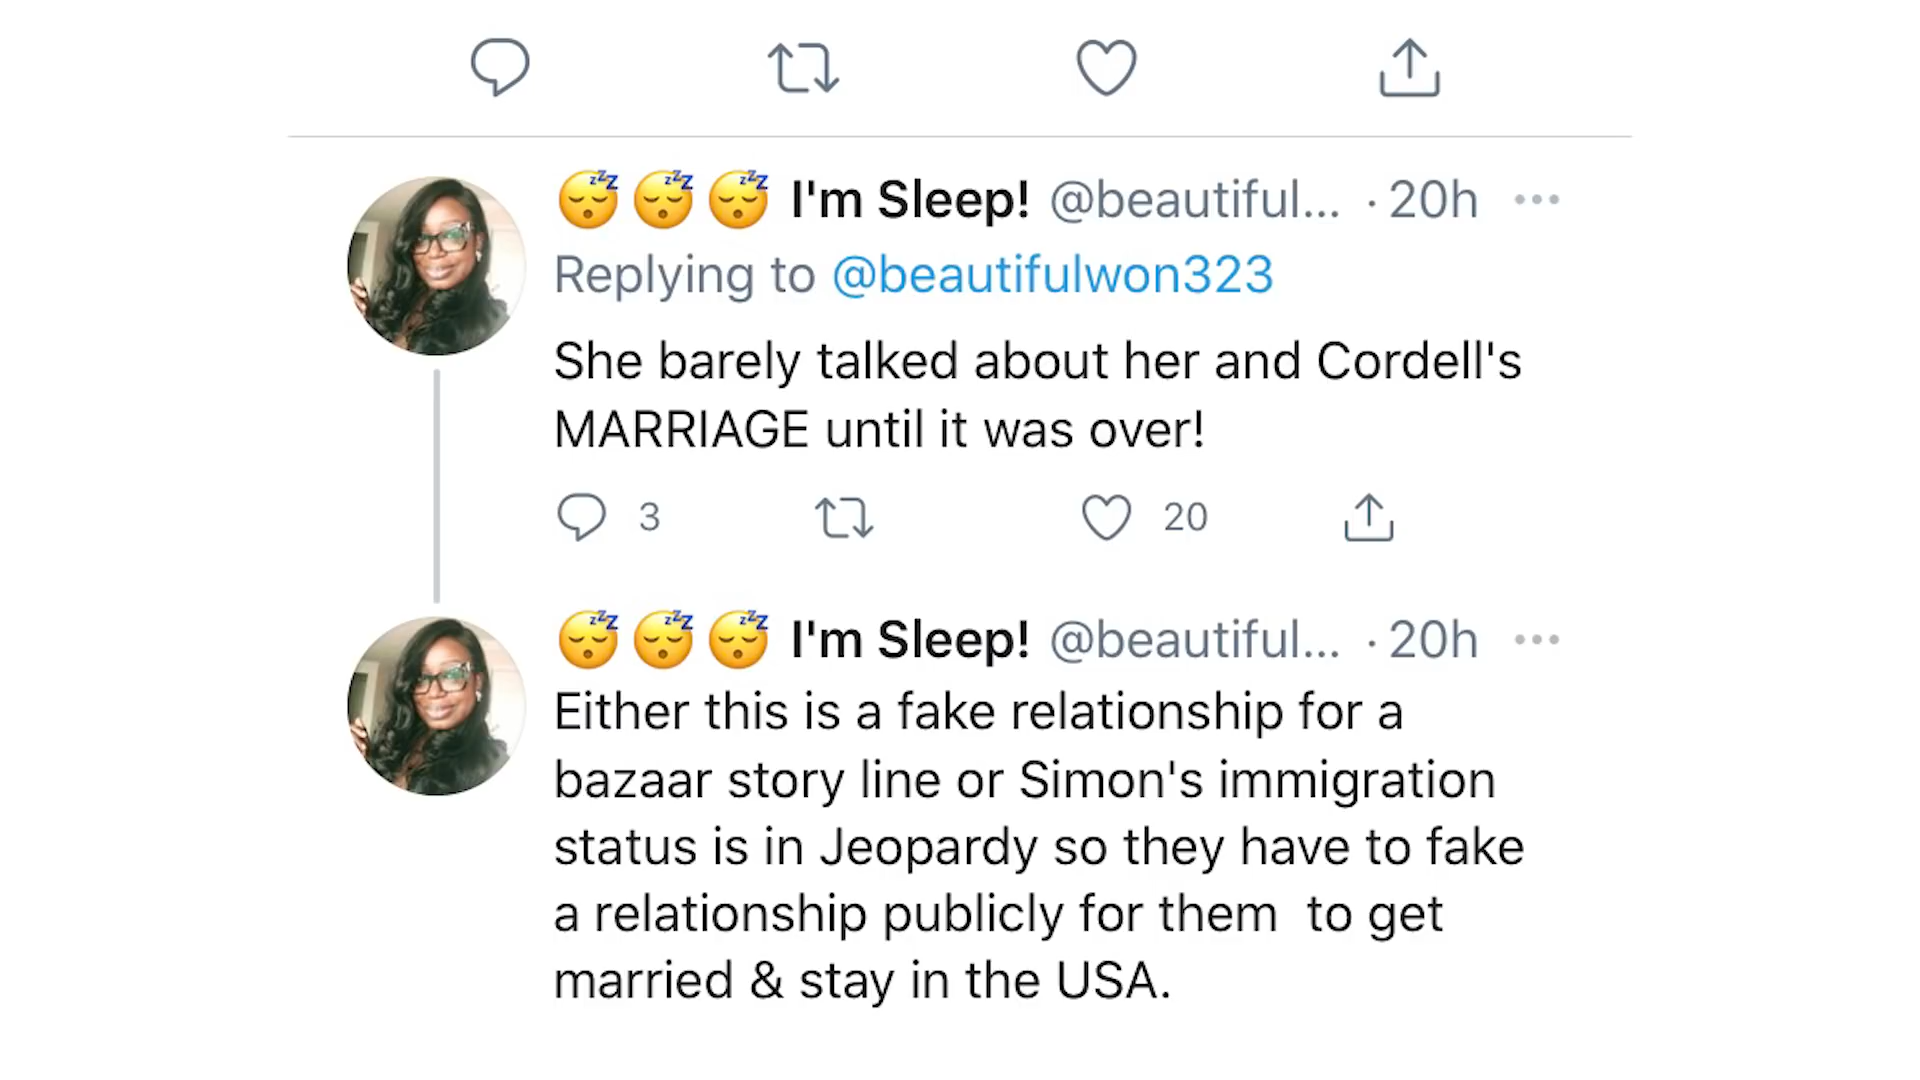 😴😴😴 I'm Sleep! @beautiful... · 20h
Replying to @beautifulwon323
She barely talked about her and Cordell's
MARRIAGE until it was over!
3 20
😴😴😴 I'm Sleep! @beautiful... · 20h
Either this is a fake relationship for a
bazaar story line or Simon's immigration
status is in Jeopardy so they have to fake
a relationship publicly for them  to get
married & stay in the USA.